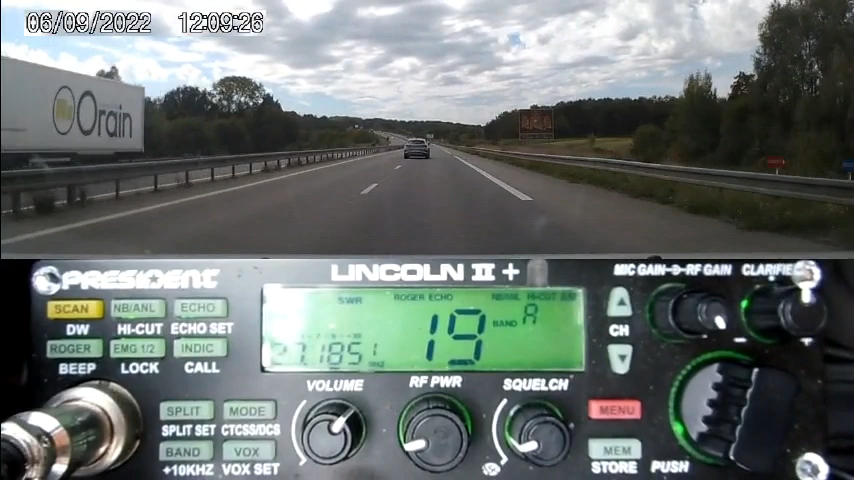 06/09/2022 12:09:26
Orain
PRESIDENT
LINCOLN II +
MIC GAIN RF GAIN CLARIFIER
SCAN NB/ANL ECHO
DW HI-CUT ECHO SET
ROGER EMG 1/2 INDIC
BEEP LOCK CALL
SWR ROGER ECHO NB/ANL HI-CUT
27.185
MHz
19
BAND A
CH
VOLUME RF PWR SQUELCH
SPLIT MODE
SPLIT SET CTCSS/DCS
BAND VOX
+10KHZ VOX SET
MENU
MEM
STORE PUSH
- +